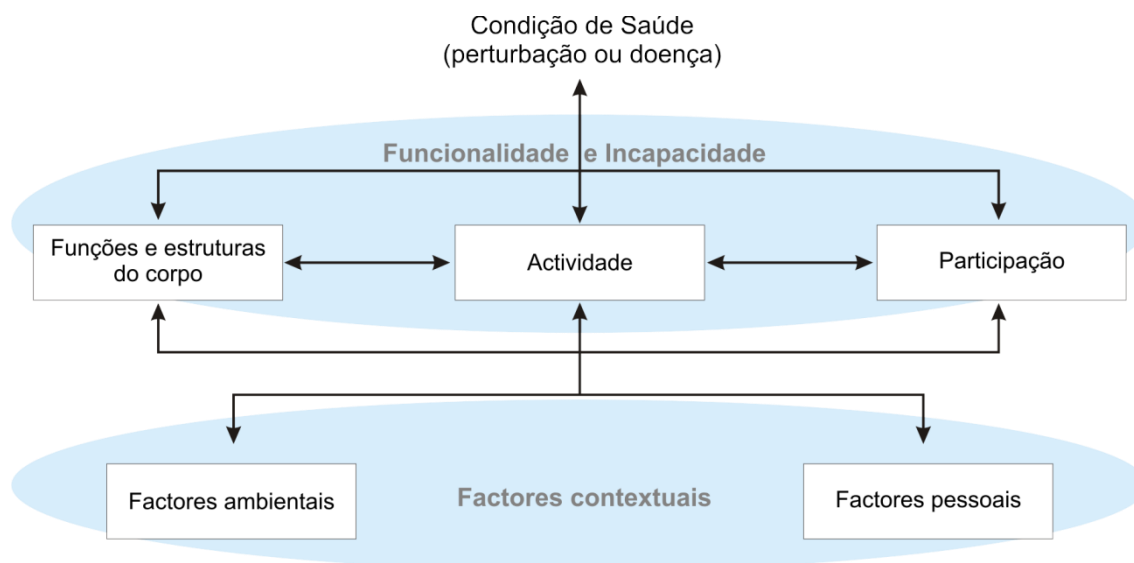 Condição de Saúde
(perturbação ou doença)
Funcionalidade e Incapacidade
Funções e estruturas
do corpo
Actividade
Participação
Factores ambientais
Factores contextuais
Factores pessoais